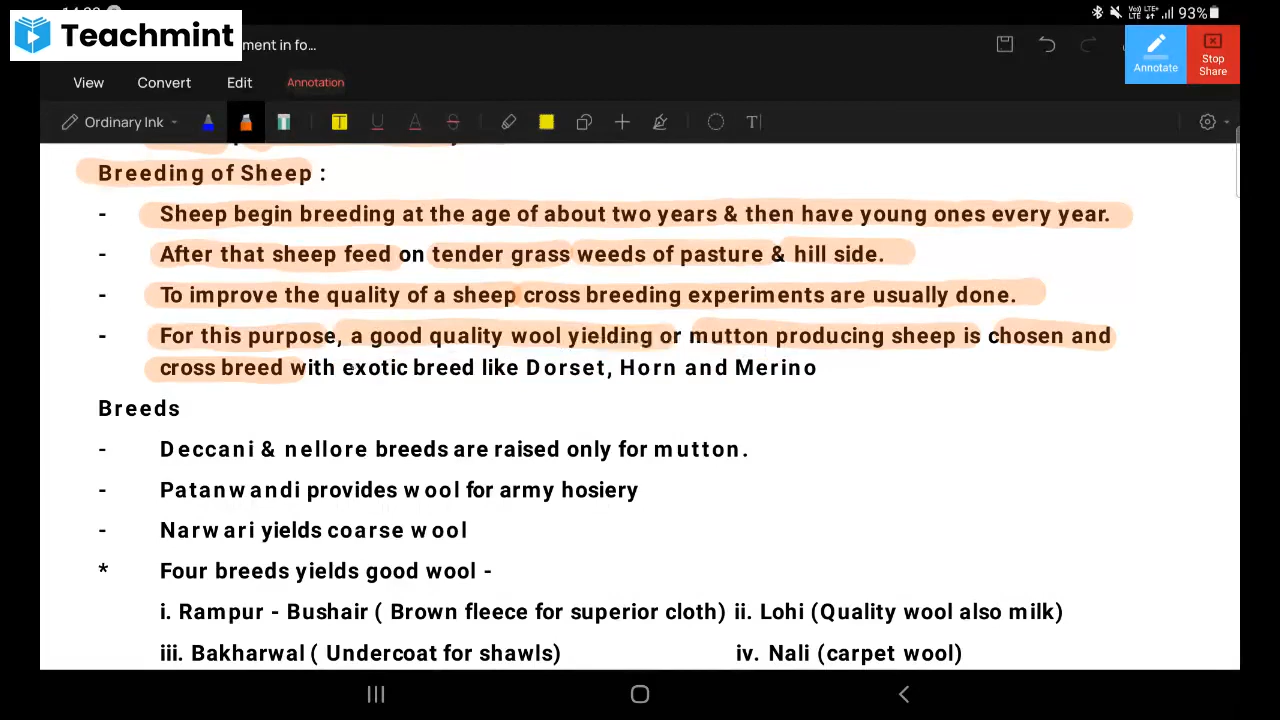 Teachmint
ment in fo...
93%
Annotate
Stop
Share
View Convert Edit Annotation
Ordinary Ink
Breeding of Sheep :
- Sheep begin breeding at the age of about two years & then have young ones every year.
- After that sheep feed on tender grass weeds of pasture & hill side.
- To improve the quality of a sheep cross breeding experiments are usually done.
- For this purpose, a good quality wool yielding or mutton producing sheep is chosen and
cross breed with exotic breed like Dorset, Horn and Merino
Breeds
- Deccani & nellore breeds are raised only for mutton.
- Patanwandi provides wool for army hosiery
- Narwari yields coarse wool
* Four breeds yields good wool -
i. Rampur - Bushair ( Brown fleece for superior cloth) ii. Lohi (Quality wool also milk)
iii. Bakharwal ( Undercoat for shawls) iv. Nali (carpet wool)